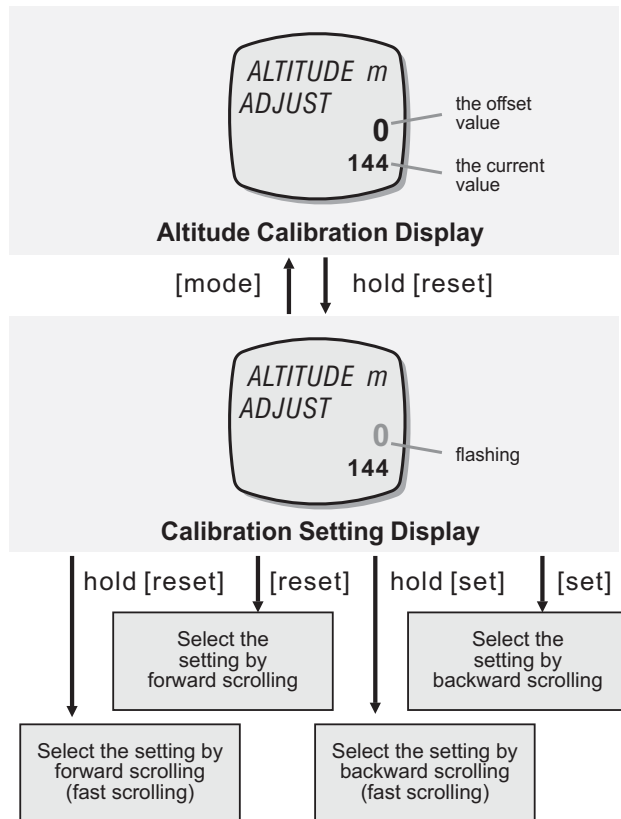 ALTITUDE m
ADJUST
0
144
the offset
value
the current
value
Altitude Calibration Display
[mode]
hold [reset]
ALTITUDE m
ADJUST
0
144
flashing
Calibration Setting Display
hold [reset]
[reset]
hold [set]
[set]
Select the
setting by
forward scrolling
Select the
setting by
backward scrolling
Select the setting by
forward scrolling
(fast scrolling)
Select the setting by
backward scrolling
(fast scrolling)